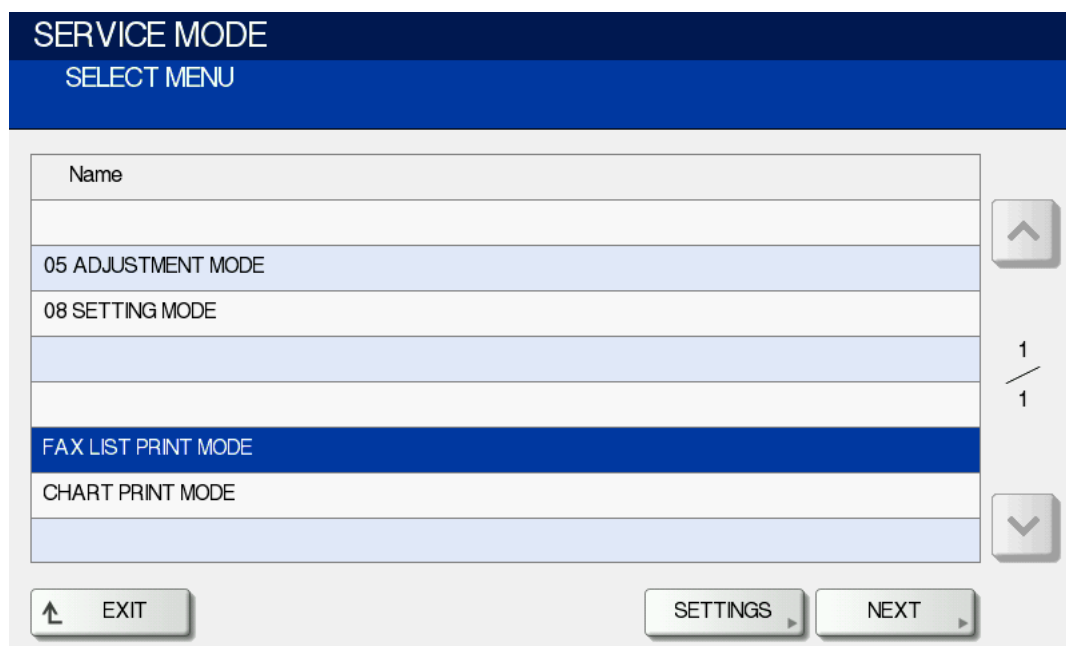 SERVICE MODE
SELECT MENU
Name
05 ADJUSTMENT MODE
08 SETTING MODE
1
1
FAX LIST PRINT MODE
CHART PRINT MODE
EXIT
SETTINGS
NEXT